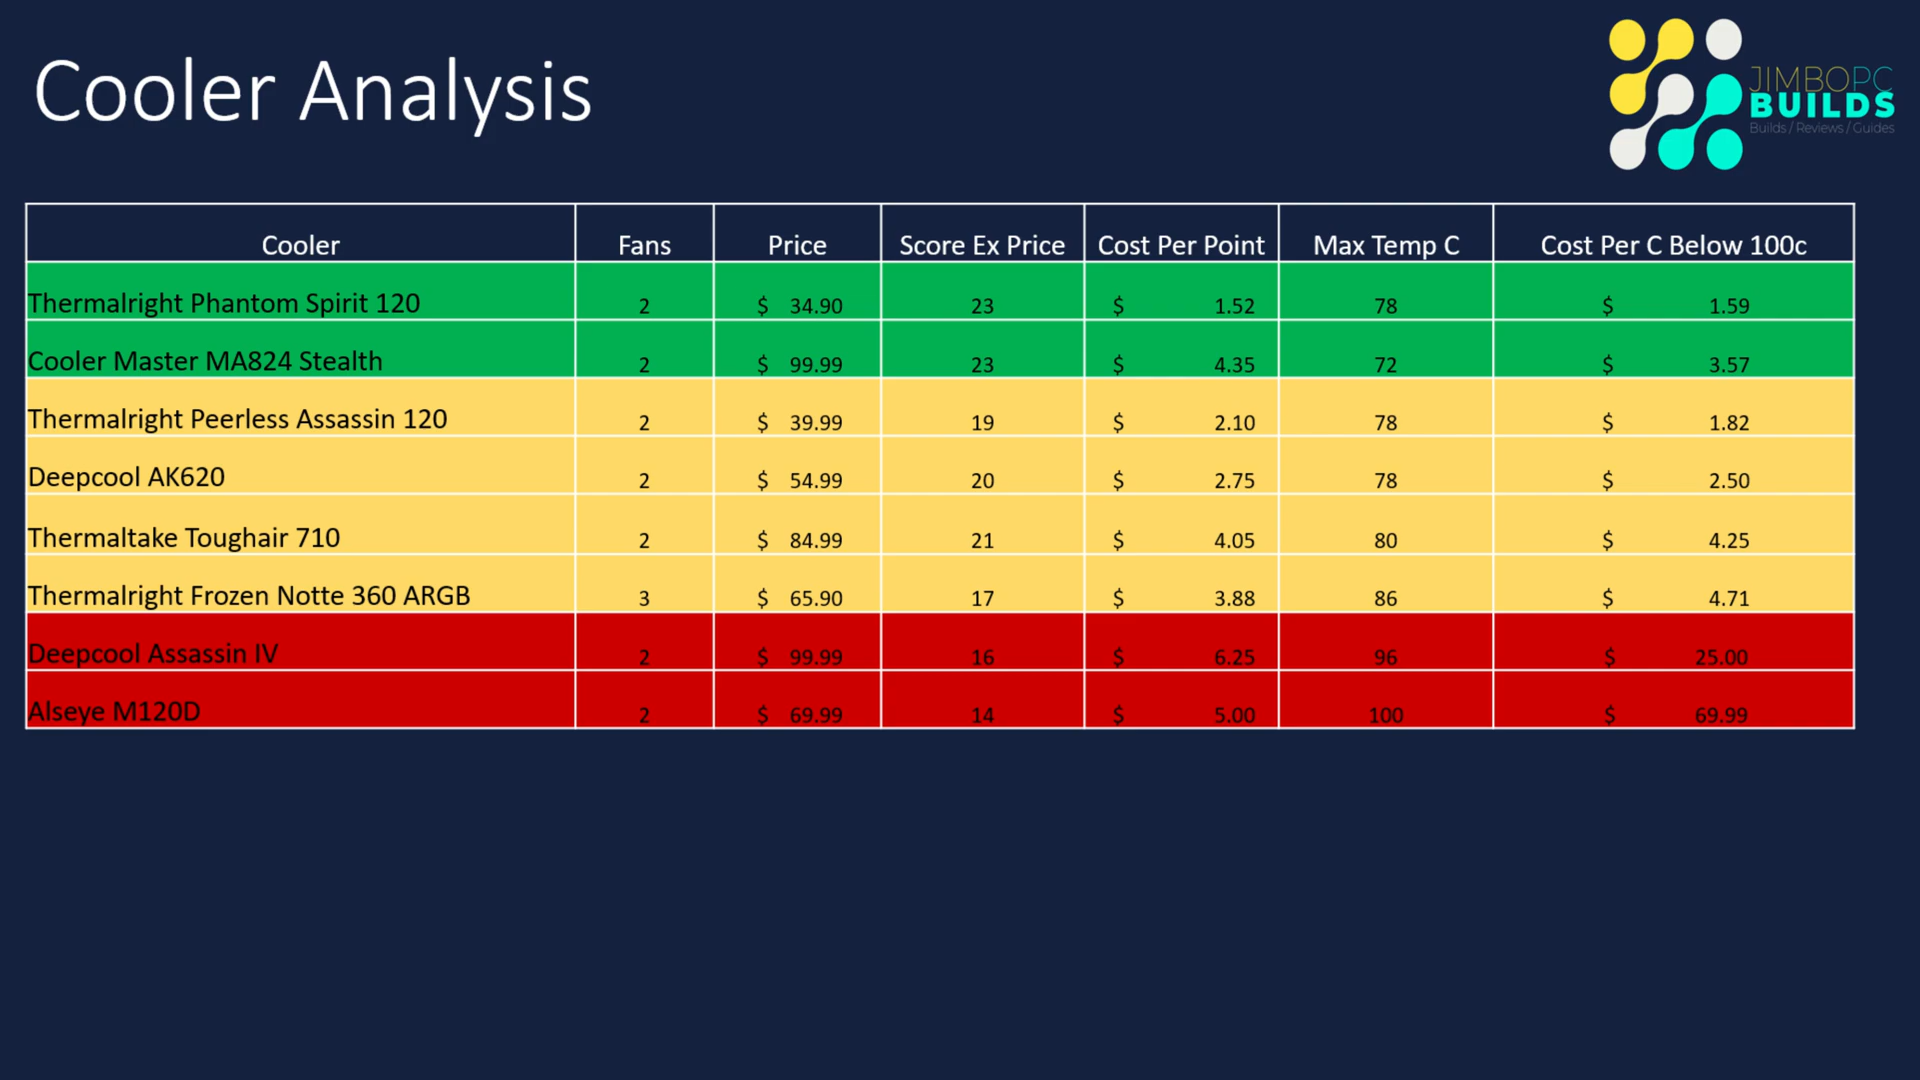 Cooler Analysis
JIMBOPC
BUILDS
Builds / Reviews / Guides
Cooler Fans Price Score Ex Price Cost Per Point Max Temp C Cost Per C Below 100c
Thermalright Phantom Spirit 120 2 $ 34.90 23 $ 1.52 78 $ 1.59
Cooler Master MA824 Stealth 2 $ 99.99 23 $ 4.35 72 $ 3.57
Thermalright Peerless Assassin 120 2 $ 39.99 19 $ 2.10 78 $ 1.82
Deepcool AK620 2 $ 54.99 20 $ 2.75 78 $ 2.50
Thermaltake Toughair 710 2 $ 84.99 21 $ 4.05 80 $ 4.25
Thermalright Frozen Notte 360 ARGB 3 $ 65.90 17 $ 3.88 86 $ 4.71
Deepcool Assassin IV 2 $ 99.99 16 $ 6.25 96 $ 25.00
Alseye M120D 2 $ 69.99 14 $ 5.00 100 $ 69.99